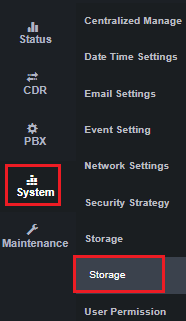 Status
CDR
PBX
System
Maintenance
Centralized Manage
Date Time Settings
Email Settings
Event Setting
Network Settings
Security Strategy
Storage
Storage
User Permission